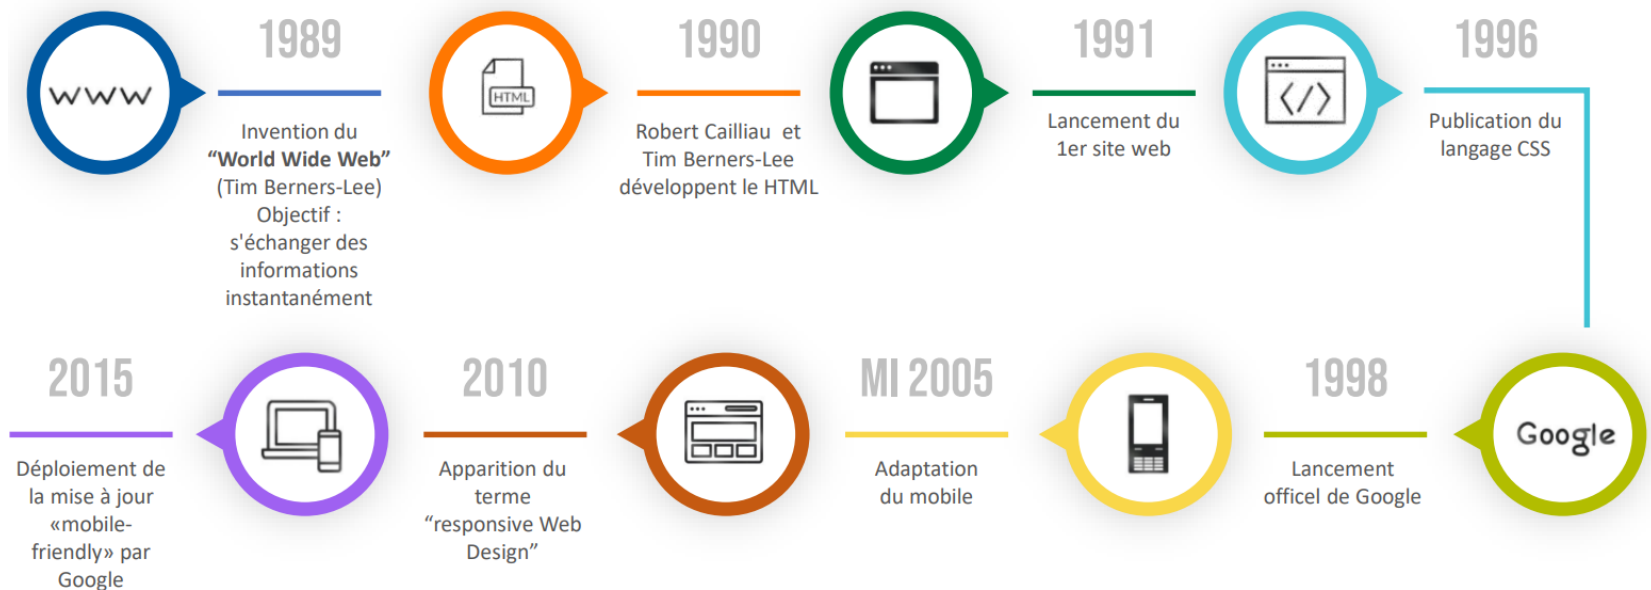 WWW
1989
Invention du
“World Wide Web”
(Tim Berners-Lee)
Objectif :
s'échanger des
informations
instantanément
HTML
1990
Robert Cailliau et
Tim Berners-Lee
développent le HTML
1991
Lancement du
1er site web
</>
1996
Publication du
langage CSS
Google
1998
Lancement
officel de Google
MI 2005
Adaptation
du mobile
2010
Apparition du
terme
“responsive Web
Design”
2015
Déploiement de
la mise à jour
«mobile-
friendly» par
Google